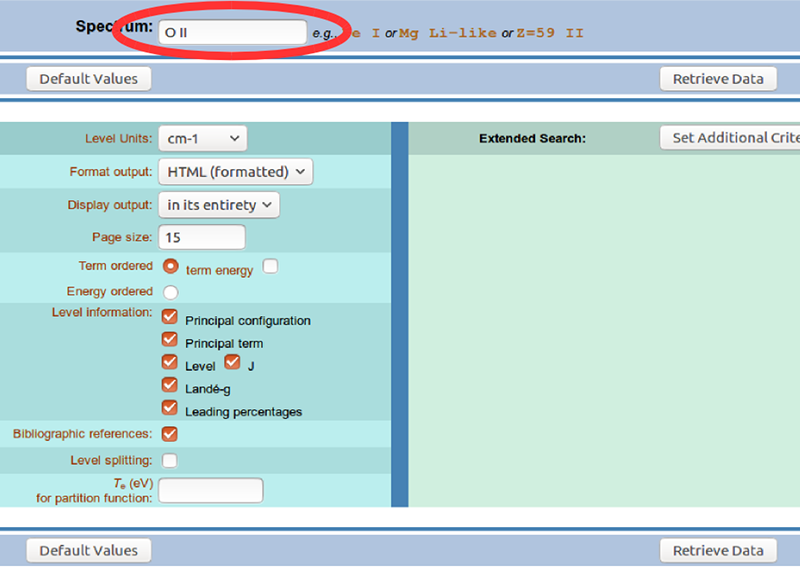 Spectrum: O II e.g., Fe I or Mg Li-like or Z=59 II
Default Values Retrieve Data
Level Units: cm-1 Extended Search: Set Additional Crite
Format output: HTML (formatted)
Display output: in its entirety
Page size: 15
Term ordered term energy
Energy ordered
Level information: Principal configuration
Principal term
Level J
Landé-g
Leading percentages
Bibliographic references:
Level splitting:
Te (eV)
for partition function:
Default Values Retrieve Data